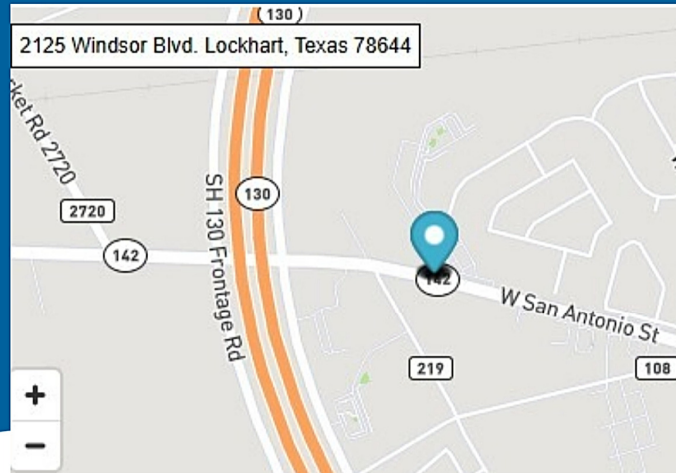 130
2125 Windsor Blvd. Lockhart, Texas 78644
ket Rd 2720
2720
142
130
SH 130 Frontage Rd
142
W San Antonio St
219
108
+
−